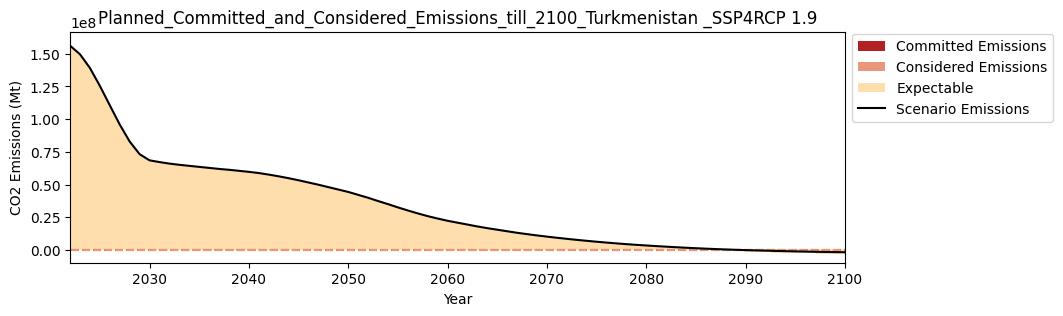 Planned_Committed_and_Considered_Emissions_till_2100_Turkmenistan _SSP4RCP 1.9
1e8
CO2 Emissions (Mt)
1.50
1.25
1.00
0.75
0.50
0.25
0.00
2030 2040 2050 2060 2070 2080 2090 2100
Year
Committed Emissions
Considered Emissions
Expectable
Scenario Emissions